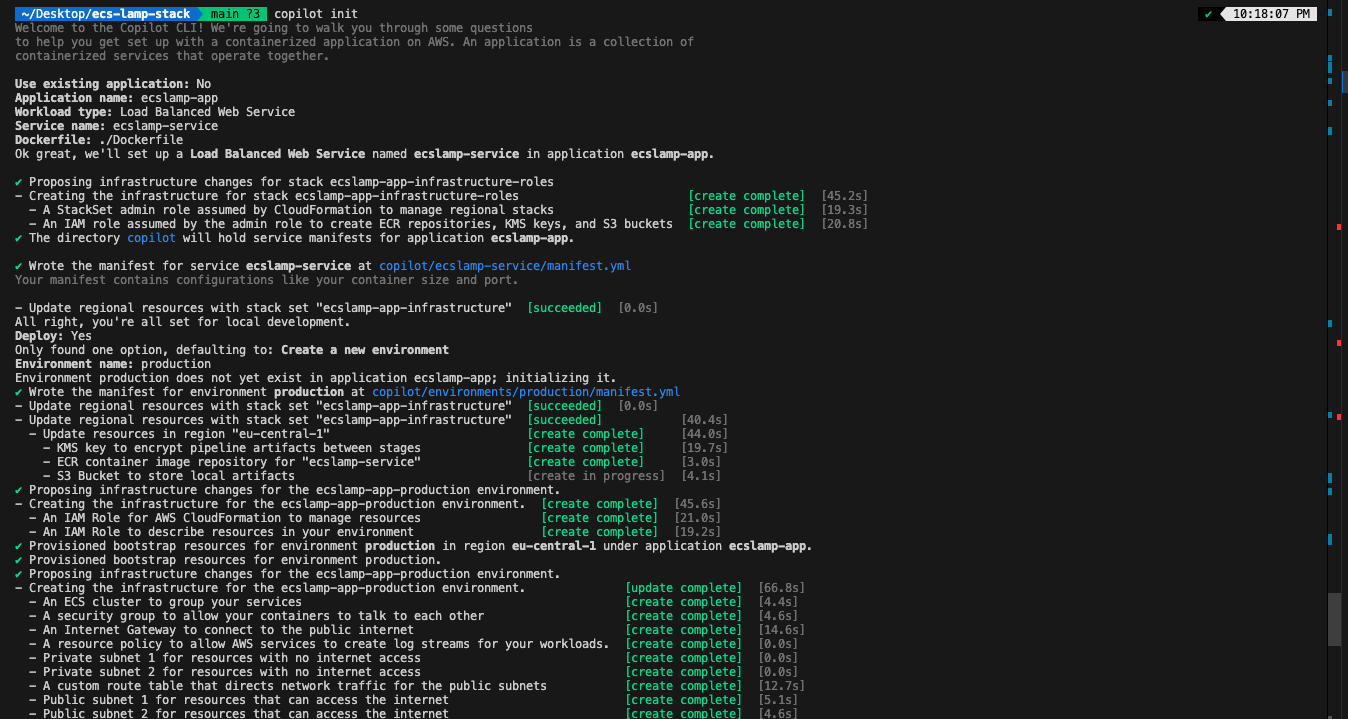 ~/Desktop/ecs-lamp-stack main ?3 copilot init ✔ 10:18:07 PM
Welcome to the Copilot CLI! We're going to walk you through some questions
to help you get set up with a containerized application on AWS. An application is a collection of
containerized services that operate together.
Use existing application: No
Application name: ecslamp-app
Workload type: Load Balanced Web Service
Service name: ecslamp-service
Dockerfile: ./Dockerfile
Ok great, we'll set up a Load Balanced Web Service named ecslamp-service in application ecslamp-app.
✔ Proposing infrastructure changes for stack ecslamp-app-infrastructure-roles
- Creating the infrastructure for stack ecslamp-app-infrastructure-roles [create complete] [45.2s]
- A StackSet admin role assumed by CloudFormation to manage regional stacks [create complete] [19.3s]
- An IAM role assumed by the admin role to create ECR repositories, KMS keys, and S3 buckets [create complete] [20.8s]
✔ The directory copilot will hold service manifests for application ecslamp-app.
✔ Wrote the manifest for service ecslamp-service at copilot/ecslamp-service/manifest.yml
Your manifest contains configurations like your container size and port.
- Update regional resources with stack set "ecslamp-app-infrastructure" [succeeded] [0.0s]
All right, you're all set for local development.
Deploy: Yes
Only found one option, defaulting to: Create a new environment
Environment name: production
Environment production does not yet exist in application ecslamp-app; initializing it.
✔ Wrote the manifest for environment production at copilot/environments/production/manifest.yml
- Update regional resources with stack set "ecslamp-app-infrastructure" [succeeded] [0.0s]
- Update regional resources with stack set "ecslamp-app-infrastructure" [succeeded] [40.4s]
- Update resources in region "eu-central-1" [create complete] [44.0s]
- KMS key to encrypt pipeline artifacts between stages [create complete] [19.7s]
- ECR container image repository for "ecslamp-service" [create complete] [3.0s]
- S3 Bucket to store local artifacts [create in progress] [4.1s]
✔ Proposing infrastructure changes for the ecslamp-app-production environment.
- Creating the infrastructure for the ecslamp-app-production environment. [create complete] [45.6s]
- An IAM Role for AWS CloudFormation to manage resources [create complete] [21.0s]
- An IAM Role to describe resources in your environment [create complete] [19.2s]
✔ Provisioned bootstrap resources for environment production in region eu-central-1 under application ecslamp-app.
✔ Provisioned bootstrap resources for environment production.
✔ Proposing infrastructure changes for the ecslamp-app-production environment.
- Creating the infrastructure for the ecslamp-app-production environment. [update complete] [66.8s]
- An ECS cluster to group your services [create complete] [4.4s]
- A security group to allow your containers to talk to each other [create complete] [4.6s]
- An Internet Gateway to connect to the public internet [create complete] [14.6s]
- A resource policy to allow AWS services to create log streams for your workloads. [create complete] [0.0s]
- Private subnet 1 for resources with no internet access [create complete] [0.0s]
- Private subnet 2 for resources with no internet access [create complete] [0.0s]
- A custom route table that directs network traffic for the public subnets [create complete] [12.7s]
- Public subnet 1 for resources that can access the internet [create complete] [5.1s]
- Public subnet 2 for resources that can access the internet [create complete] [4.6s]